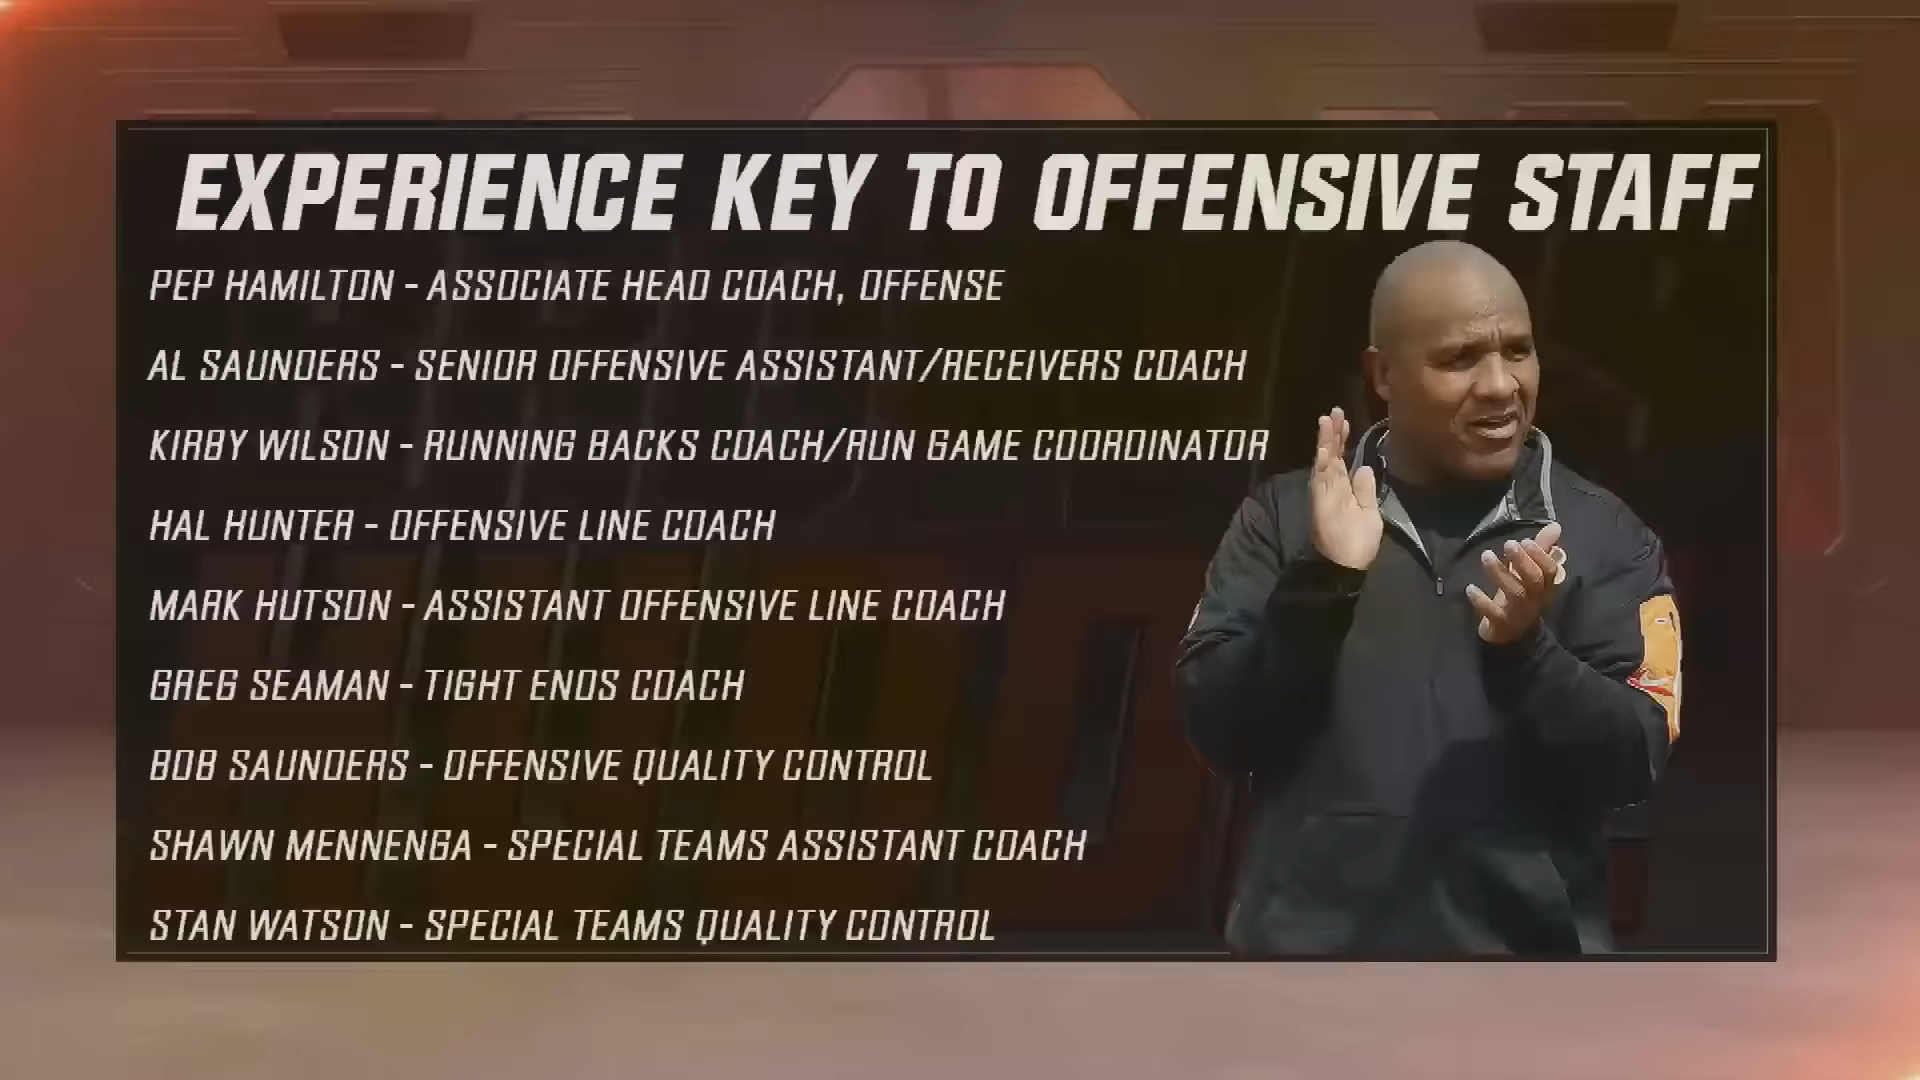 EXPERIENCE KEY TO OFFENSIVE STAFF
PEP HAMILTON - ASSOCIATE HEAD COACH, OFFENSE
AL SAUNDERS - SENIOR OFFENSIVE ASSISTANT/RECEIVERS COACH
KIRBY WILSON - RUNNING BACKS COACH/RUN GAME COORDINATOR
HAL HUNTER - OFFENSIVE LINE COACH
MARK HUTSON - ASSISTANT OFFENSIVE LINE COACH
GREG SEAMAN - TIGHT ENDS COACH
BOB SAUNDERS - OFFENSIVE QUALITY CONTROL
SHAWN MENNENGA - SPECIAL TEAMS ASSISTANT COACH
STAN WATSON - SPECIAL TEAMS QUALITY CONTROL